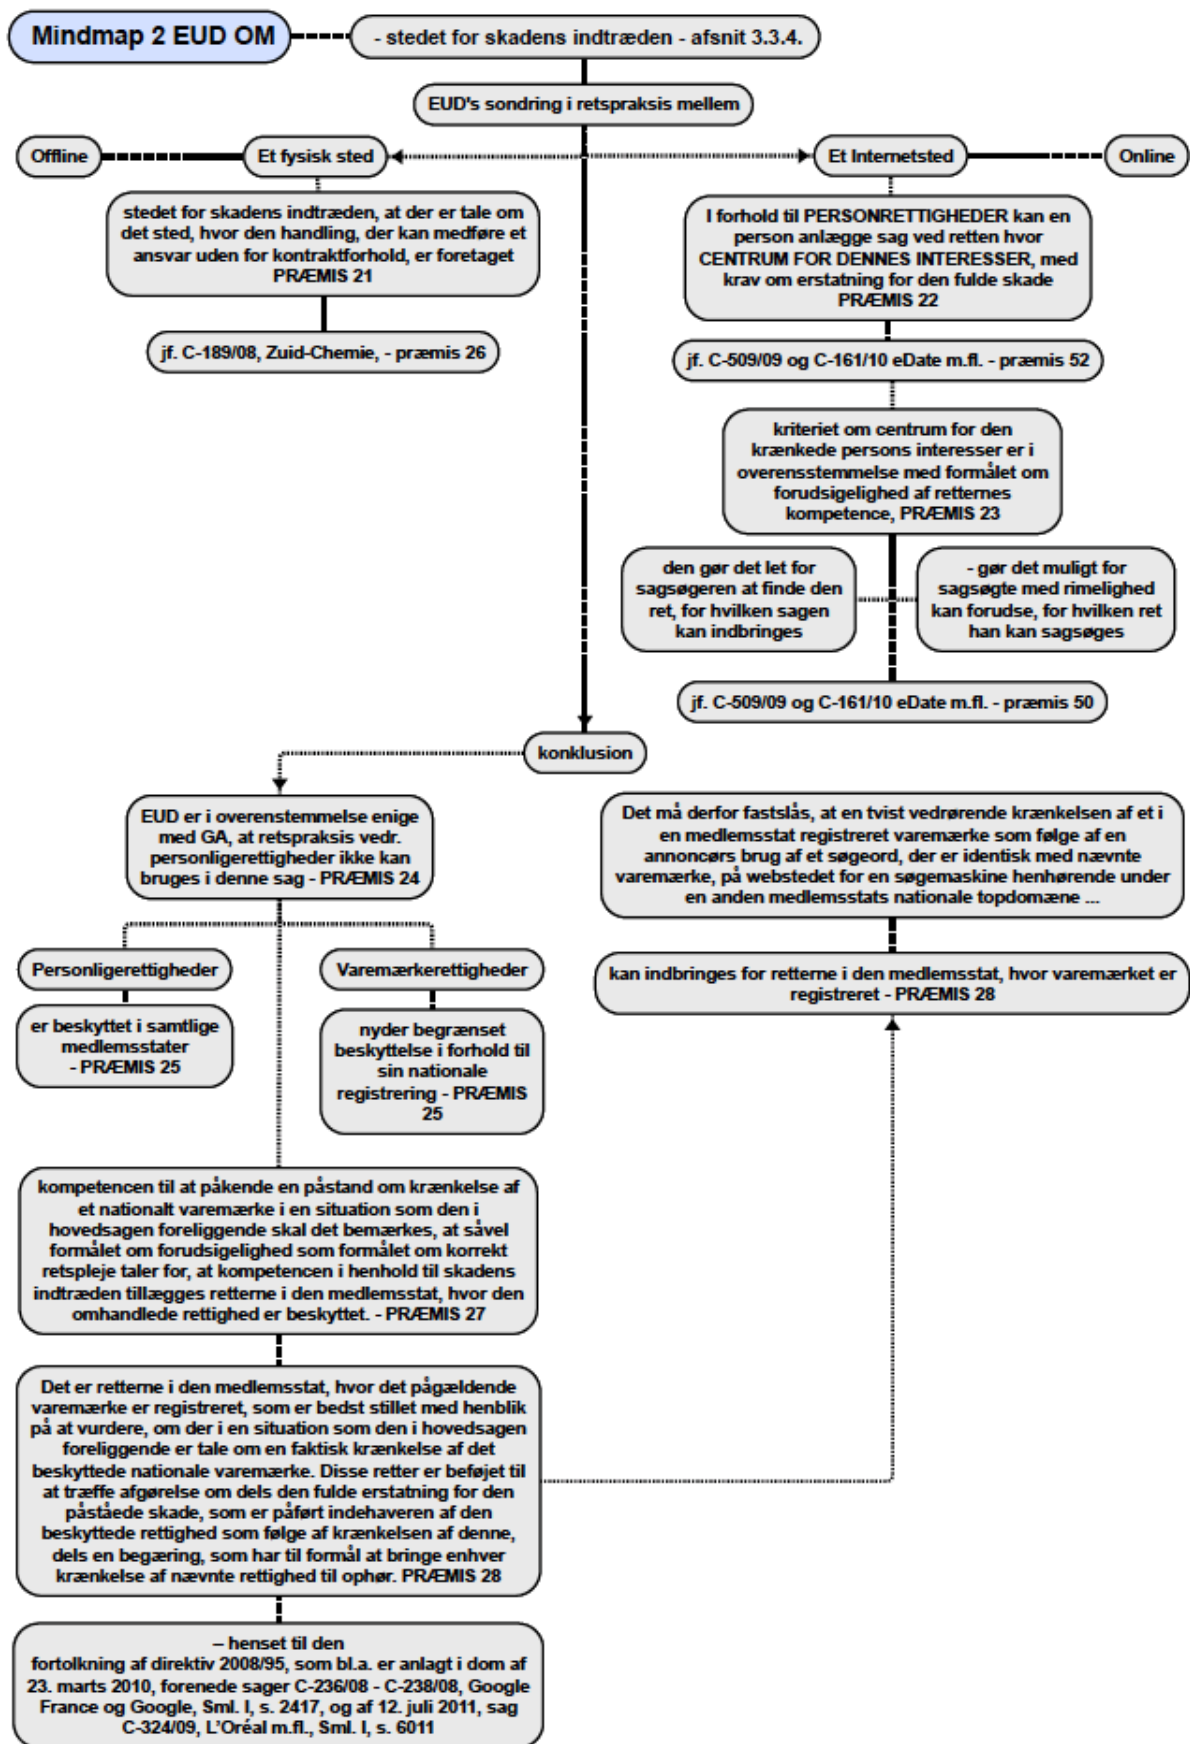 Mindmap 2 EUD OM
- stedet for skadens indtræden - afsnit 3.3.4.
EUD's sondring i retspraksis mellem
Offline
Et fysisk sted
Et Internetsted
Online
stedet for skadens indtræden, at der er tale om
det sted, hvor den handling, der kan medføre et
ansvar uden for kontraktforhold, er foretaget
PRÆMIS 21
jf. C-189/08, Zuid-Chemie, - præmis 26
I forhold til PERSONRETTIGHEDER kan en
person anlægge sag ved retten hvor
CENTRUM FOR DENNES INTERESSER, med
krav om erstatning for den fulde skade
PRÆMIS 22
jf. C-509/09 og C-161/10 eDate m.fl. - præmis 52
kriteriet om centrum for den
krænkede persons interesser er i
overensstemmelse med formålet om
forudsigelighed af retternes
kompetence, PRÆMIS 23
den gør det let for
sagsøgeren at finde den
ret, for hvilken sagen
kan indbringes
- gør det muligt for
sagsøgte med rimelighed
kan forudse, for hvilken ret
han kan sagsøges
jf. C-509/09 og C-161/10 eDate m.fl. - præmis 50
konklusion
EUD er i overenstemmelse enige
med GA, at retspraksis vedr.
personligerettigheder ikke kan
bruges i denne sag - PRÆMIS 24
Personligerettigheder
Varemærkerettigheder
er beskyttet i samtlige
medlemsstater
- PRÆMIS 25
nyder begrænset
beskyttelse i forhold til
sin nationale
registrering - PRÆMIS
25
Det må derfor fastslås, at en tvist vedrørende krænkelsen af et i
en medlemsstat registreret varemærke som følge af en
annoncørs brug af et søgeord, der er identisk med nævnte
varemærke, på webstedet for en søgemaskine henhørende under
en anden medlemsstats nationale topdomæne ...
kan indbringes for retterne i den medlemsstat, hvor varemærket er
registreret - PRÆMIS 28
kompetencen til at påkende en påstand om krænkelse af
et nationalt varemærke i en situation som den i
hovedsagen foreliggende skal det bemærkes, at såvel
formålet om forudsigelighed som formålet om korrekt
retspleje taler for, at kompetencen i henhold til skadens
indtræden tillægges retterne i den medlemsstat, hvor den
omhandlede rettighed er beskyttet. - PRÆMIS 27
Det er retterne i den medlemsstat, hvor det pågældende
varemærke er registreret, som er bedst stillet med henblik
på at vurdere, om der i en situation som den i hovedsagen
foreliggende er tale om en faktisk krænkelse af det
beskyttede nationale varemærke. Disse retter er beføjet til
at træffe afgørelse om dels den fulde erstatning for den
påståede skade, som er påført indehaveren af den
beskyttede rettighed som følge af krænkelsen af denne,
dels en begæring, som har til formål at bringe enhver
krænkelse af nævnte rettighed til ophør. PRÆMIS 28
– henset til den
fortolkning af direktiv 2008/95, som bl.a. er anlagt i dom af
23. marts 2010, forenede sager C-236/08 - C-238/08, Google
France og Google, Sml. I, s. 2417, og af 12. juli 2011, sag
C-324/09, L'Oréal m.fl., Sml. I, s. 6011